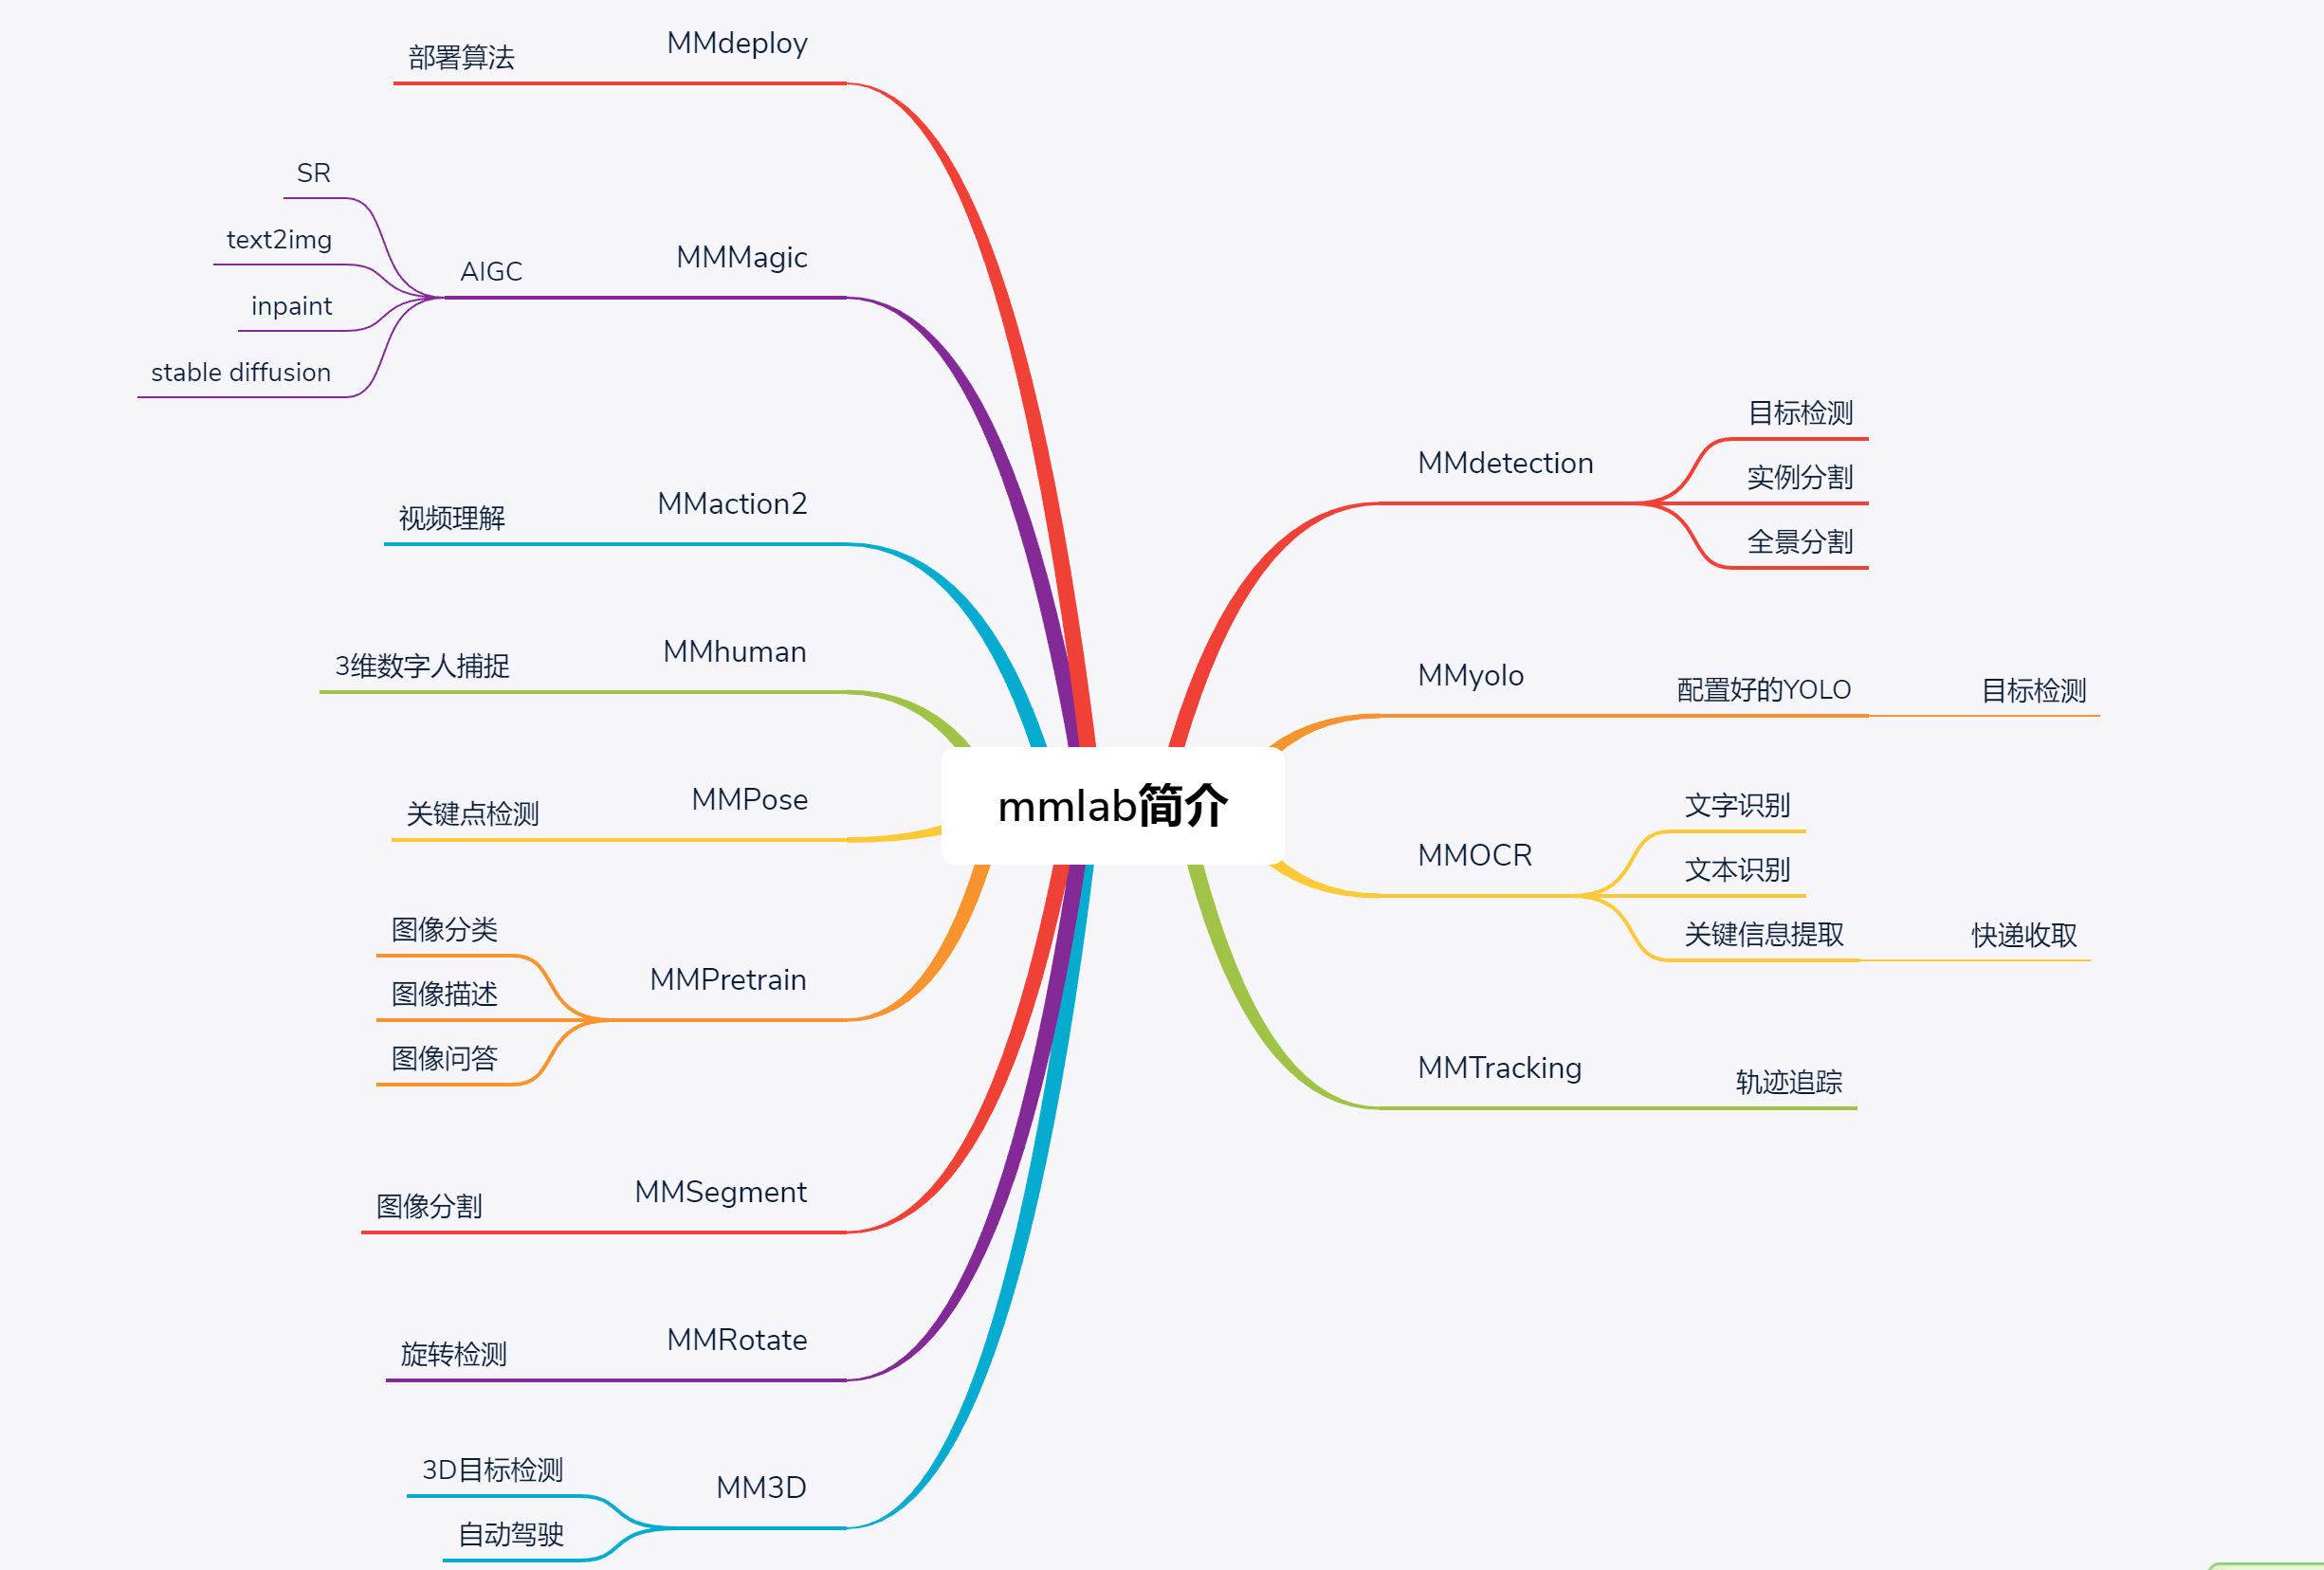 mmlab简介
MMdetection
目标检测
实例分割
全景分割
MMyolo
配置好的YOLO
目标检测
MMOCR
文字识别
文本识别
关键信息提取
快递收取
MMTracking
轨迹追踪
MMdeploy
部署算法
MMMagic
AIGC
SR
text2img
inpaint
stable diffusion
MMaction2
视频理解
MMhuman
3维数字人捕捉
MMPose
关键点检测
MMPretrain
图像分类
图像描述
图像问答
MMSegment
图像分割
MMRotate
旋转检测
MM3D
3D目标检测
自动驾驶